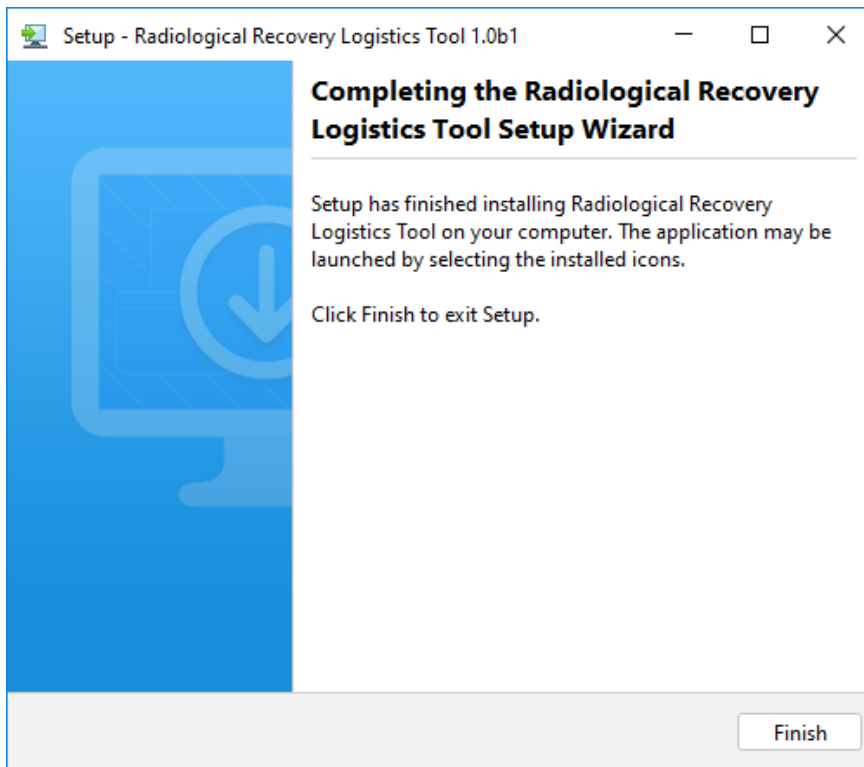 Setup - Radiological Recovery Logistics Tool 1.0b1
Completing the Radiological Recovery
Logistics Tool Setup Wizard
Setup has finished installing Radiological Recovery
Logistics Tool on your computer. The application may be
launched by selecting the installed icons.
Click Finish to exit Setup.
Finish